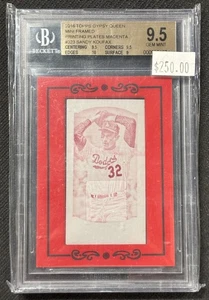 BECKETT
2016 TOPPS GYPSY QUEEN
MINI FRAMED
PRINTING PLATES MAGENTA
#329 SANDY KOUFAX
CENTERING 9.5 CORNERS 9.5
EDGES 10 SURFACE 9
9.5
GEM MINT
$250.00
Dodgers
32